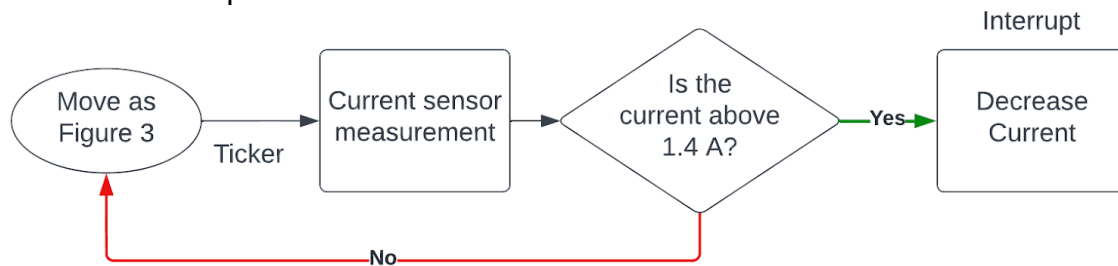 Interrupt
Move as
Figure 3
Ticker
Current sensor
measurement
Is the
current above
1.4 A?
Yes
Decrease
Current
No